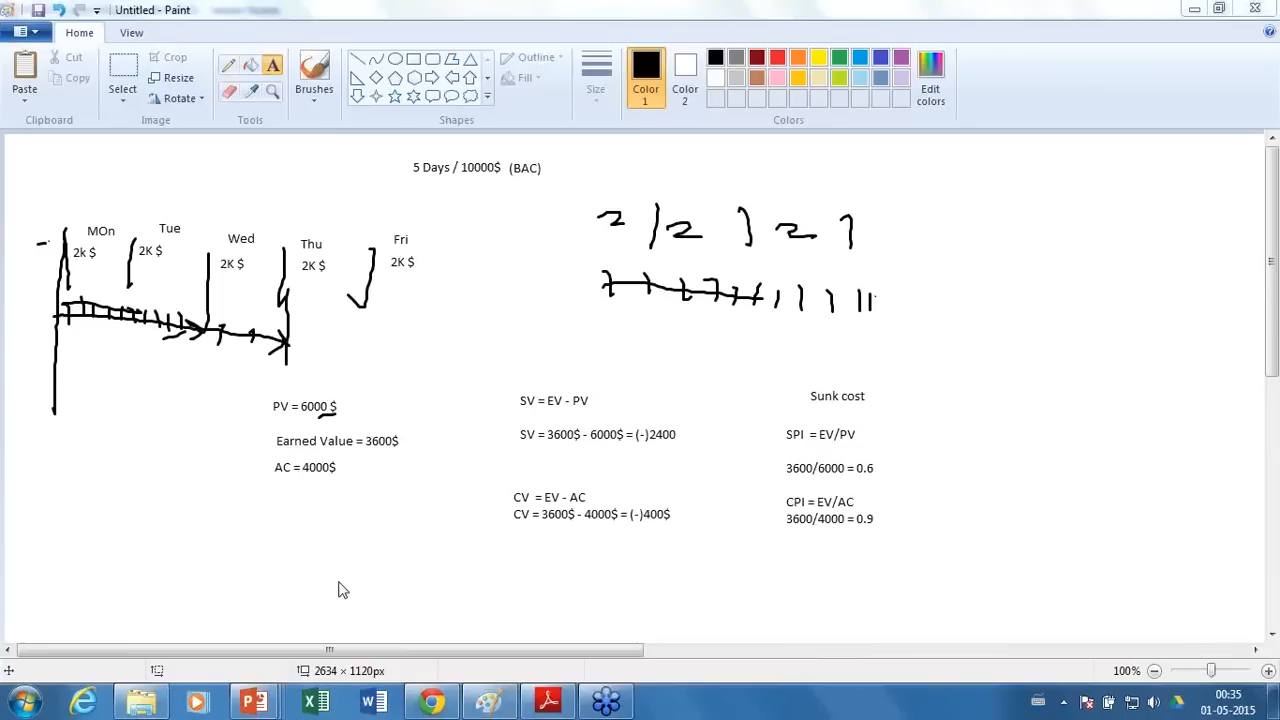 Untitled - Paint
Home
View
Paste
Cut
Copy
Clipboard
Select
Crop
Resize
Rotate
Image
Tools
Brushes
Shapes
Outline
Fill
Size
Color 1
Color 2
Edit colors
Colors
5 Days / 10000$ (BAC)
MOn
Tue
Wed
Thu
Fri
2k $
2K $
2K $
2K $
2K $
2 2 2
PV = 6000 $
Earned Value = 3600$
AC = 4000$
SV = EV - PV
SV = 3600$ - 6000$ = (-)2400
CV = EV - AC
CV = 3600$ - 4000$ = (-)400$
Sunk cost
SPI = EV/PV
3600/6000 = 0.6
CPI = EV/AC
3600/4000 = 0.9
2634 × 1120px
100%
00:35
01-05-2015